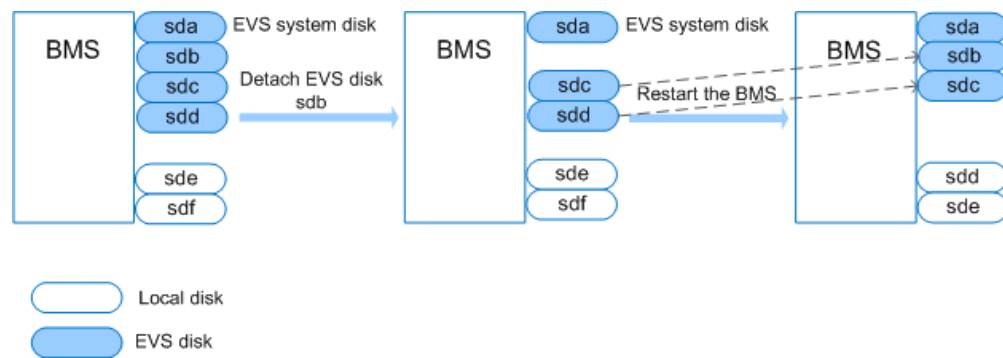 BMS
sda
EVS system disk
sdb
sdc
sdd
Detach EVS disk
sdb
sde
sdf
BMS
sda
EVS system disk
sdc
sdd
Restart the BMS
sde
sdf
BMS
sda
sdb
sdc
sdd
sde
Local disk
EVS disk